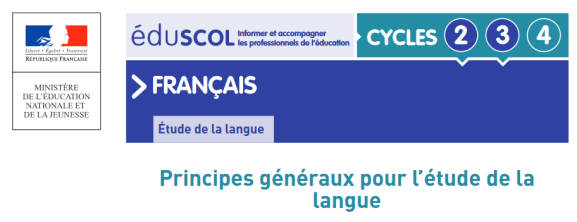 Liberté • Égalité • Fraternité
RÉPUBLIQUE FRANÇAISE
MINISTÈRE
DE L'ÉDUCATION
NATIONALE ET
DE LA JEUNESSE
éduSCOL Informer et accompagner
les professionnels de l'éducation
CYCLES 2 3 4
> FRANÇAIS
Étude de la langue
Principes généraux pour l'étude de la
langue